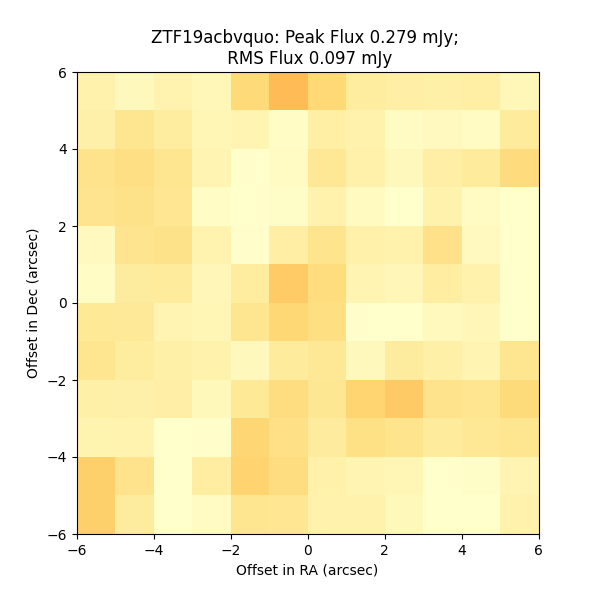 ZTF19acbvquo: Peak Flux 0.279 mJy;
RMS Flux 0.097 mJy
6
4
2
0
−2
−4
−6
Offset in Dec (arcsec)
−6 −4 −2 0 2 4 6
Offset in RA (arcsec)